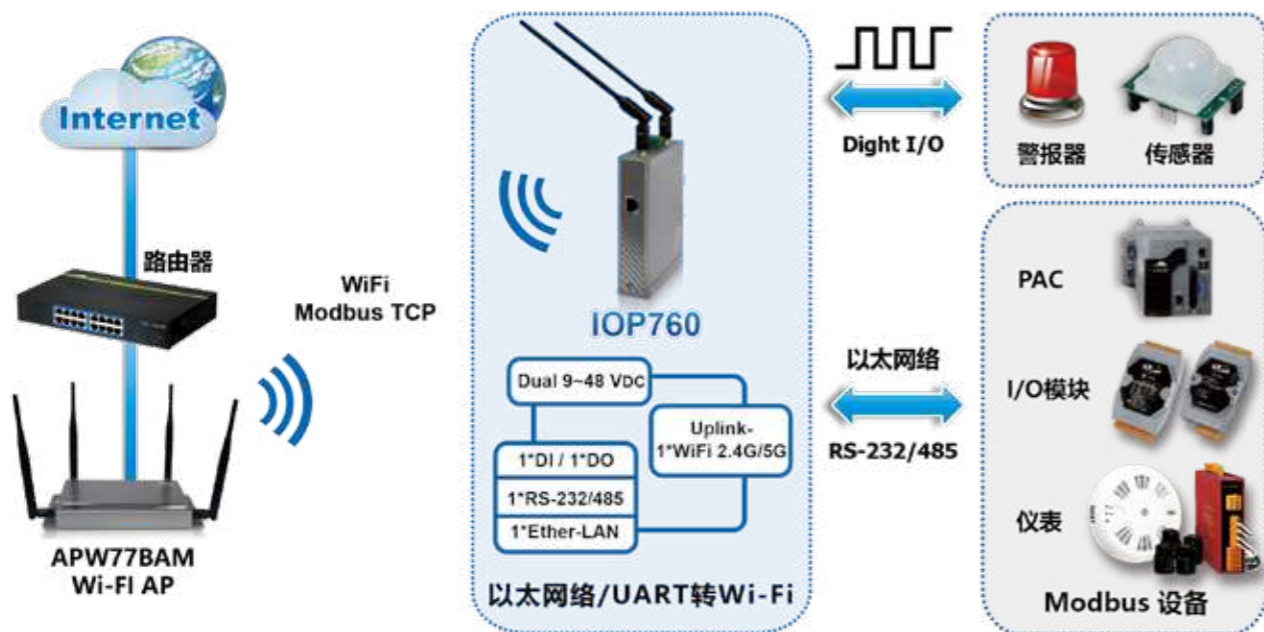 Internet
路由器
WiFi
Modbus TCP
APW77BAM
Wi-FI AP
IOP760
Dual 9~48 VDC
Uplink-
1*WiFi 2.4G/5G
1*DI / 1*DO
1*RS-232/485
1*Ether-LAN
以太网络/UART转Wi-Fi
Dight I/O
以太网络
RS-232/485
警报器
传感器
PAC
I/O模块
仪表
Modbus 设备